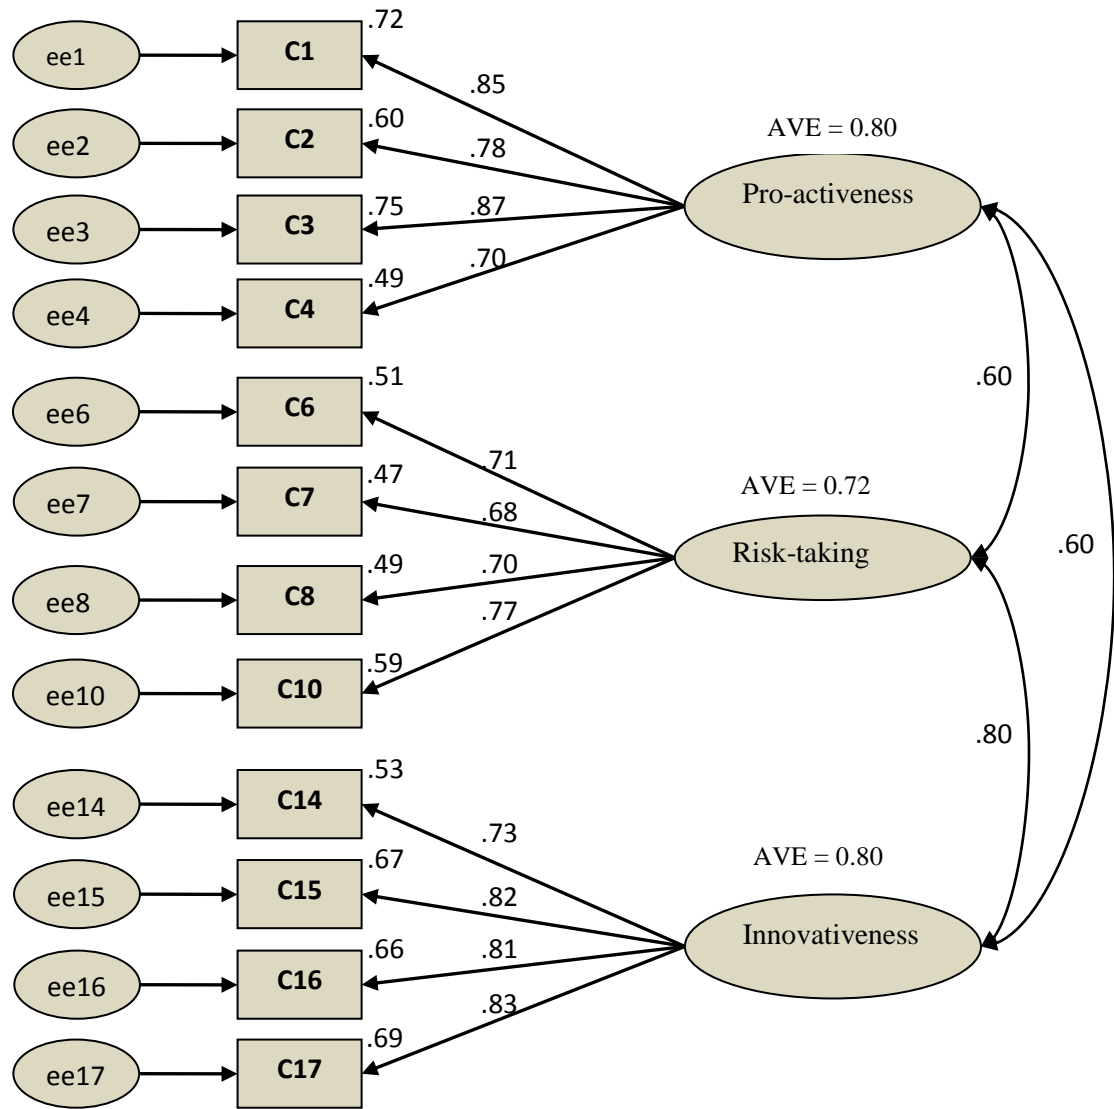 .72
ee1
C1
.85
.60
AVE = 0.80
ee2
C2
.78
.75
Pro-activeness
ee3
C3
.87
.49
.70
ee4
C4
.51
.60
ee6
C6
.71
.47
AVE = 0.72
ee7
C7
.68
.49
Risk-taking
.60
ee8
C8
.70
.77
.59
ee10
C10
.80
.53
ee14
C14
.73
.67
AVE = 0.80
ee15
C15
.82
.66
Innovativeness
ee16
C16
.81
.83
.69
ee17
C17